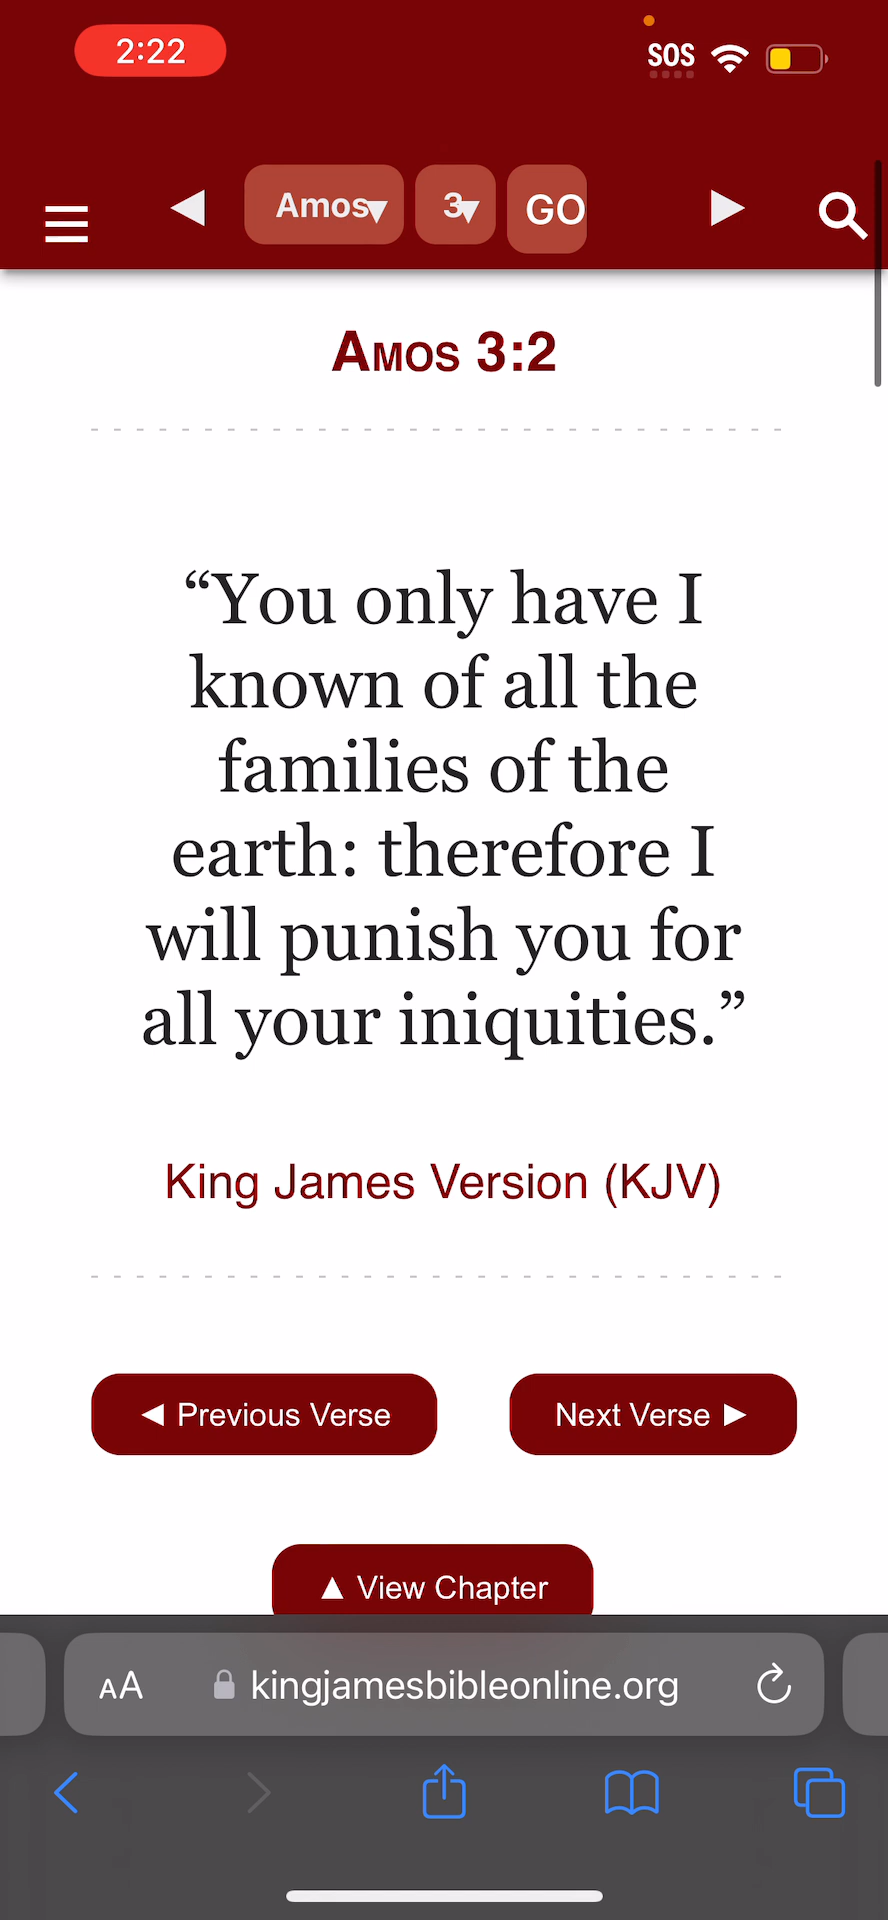 2:22 SOS
Amos 3 GO
Amos 3:2
“You only have I
known of all the
families of the
earth: therefore I
will punish you for
all your iniquities.”
King James Version (KJV)
◀ Previous Verse Next Verse ▶
▲ View Chapter
AA kingjamesbibleonline.org